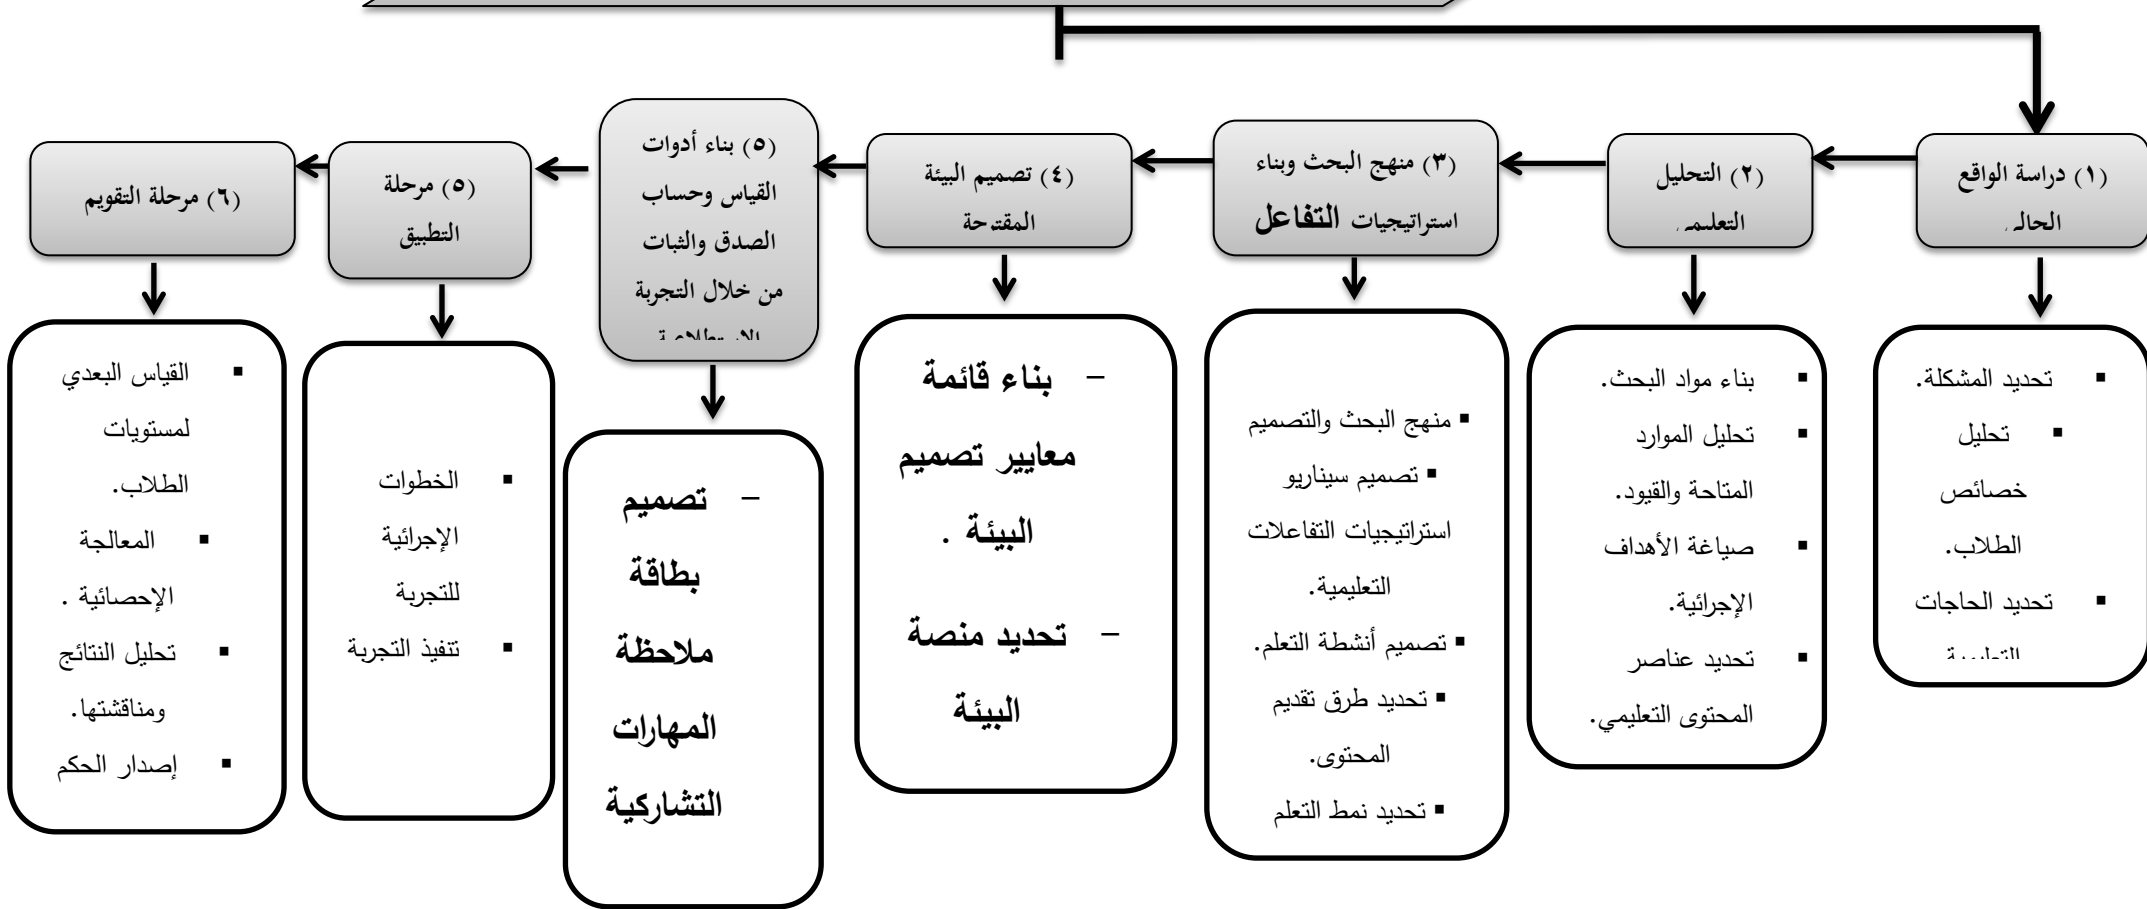 (١) دراسة الواقع
الحالي
(٢) التحليل
التعليمي
(٣) منهج البحث وبناء
استراتيجيات التفاعل
(٤) تصميم البيئة
المقترحة
(٥) بناء أدوات
القياس وحساب
الصدق والثبات
من خلال التجربة
الاستطلاعية
(٥) مرحلة
التطبيق
(٦) مرحلة التقويم
▪ تحديد المشكلة.
▪ تحليل
خصائص
الطلاب.
▪ تحديد الحاجات
التعليمية
▪ بناء مواد البحث.
▪ تحليل الموارد
المتاحة والقيود.
▪ صياغة الأهداف
الإجرائية.
▪ تحديد عناصر
المحتوى التعليمي.
▪ منهج البحث والتصميم
▪ تصميم سيناريو
استراتيجيات التفاعلات
التعليمية.
▪ تصميم أنشطة التعلم.
▪ تحديد طرق تقديم
المحتوى.
▪ تحديد نمط التعلم
– بناء قائمة
معايير تصميم
البيئة .
– تحديد منصة
البيئة
– تصميم
بطاقة
ملاحظة
المهارات
التشاركية
▪ الخطوات
الإجرائية
للتجربة
▪ تنفيذ التجربة
▪ القياس البعدي
لمستويات
الطلاب.
▪ المعالجة
الإحصائية .
▪ تحليل النتائج
ومناقشتها.
▪ إصدار الحكم